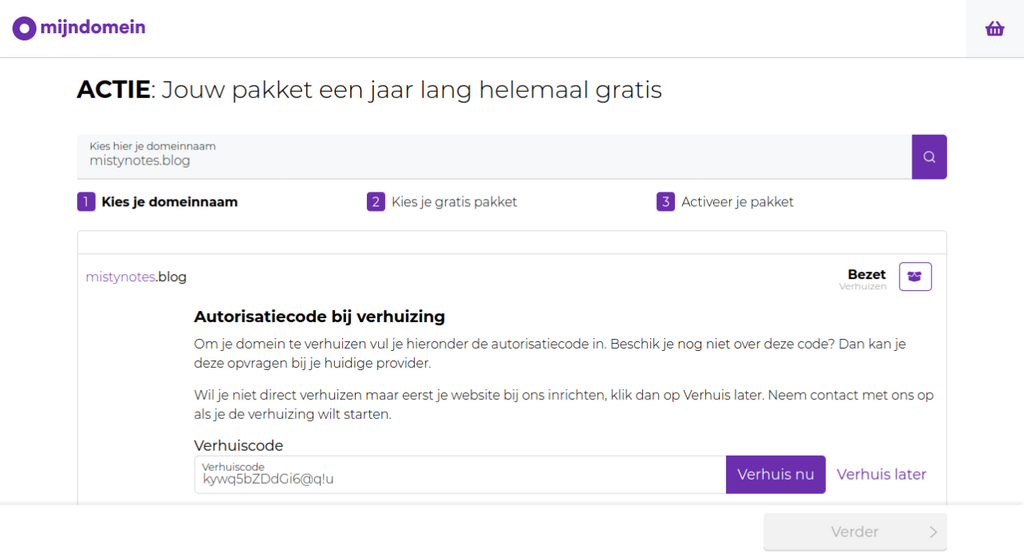 mijndomein
ACTIE: Jouw pakket een jaar lang helemaal gratis
Kies hier je domeinnaam
mistynotes.blog
1 Kies je domeinnaam 2 Kies je gratis pakket 3 Activeer je pakket
mistynotes.blog
Bezet
Verhuizen
Autorisatiecode bij verhuizing
Om je domein te verhuizen vul je hieronder de autorisatiecode in. Beschik je nog niet over deze code? Dan kan je
deze opvragen bij je huidige provider.
Wil je niet direct verhuizen maar eerst je website bij ons inrichten, klik dan op Verhuis later. Neem contact met ons op
als je de verhuizing wilt starten.
Verhuiscode
Verhuiscode
kywq5bZDdGi6@q!u
Verhuis nu Verhuis later
Verder